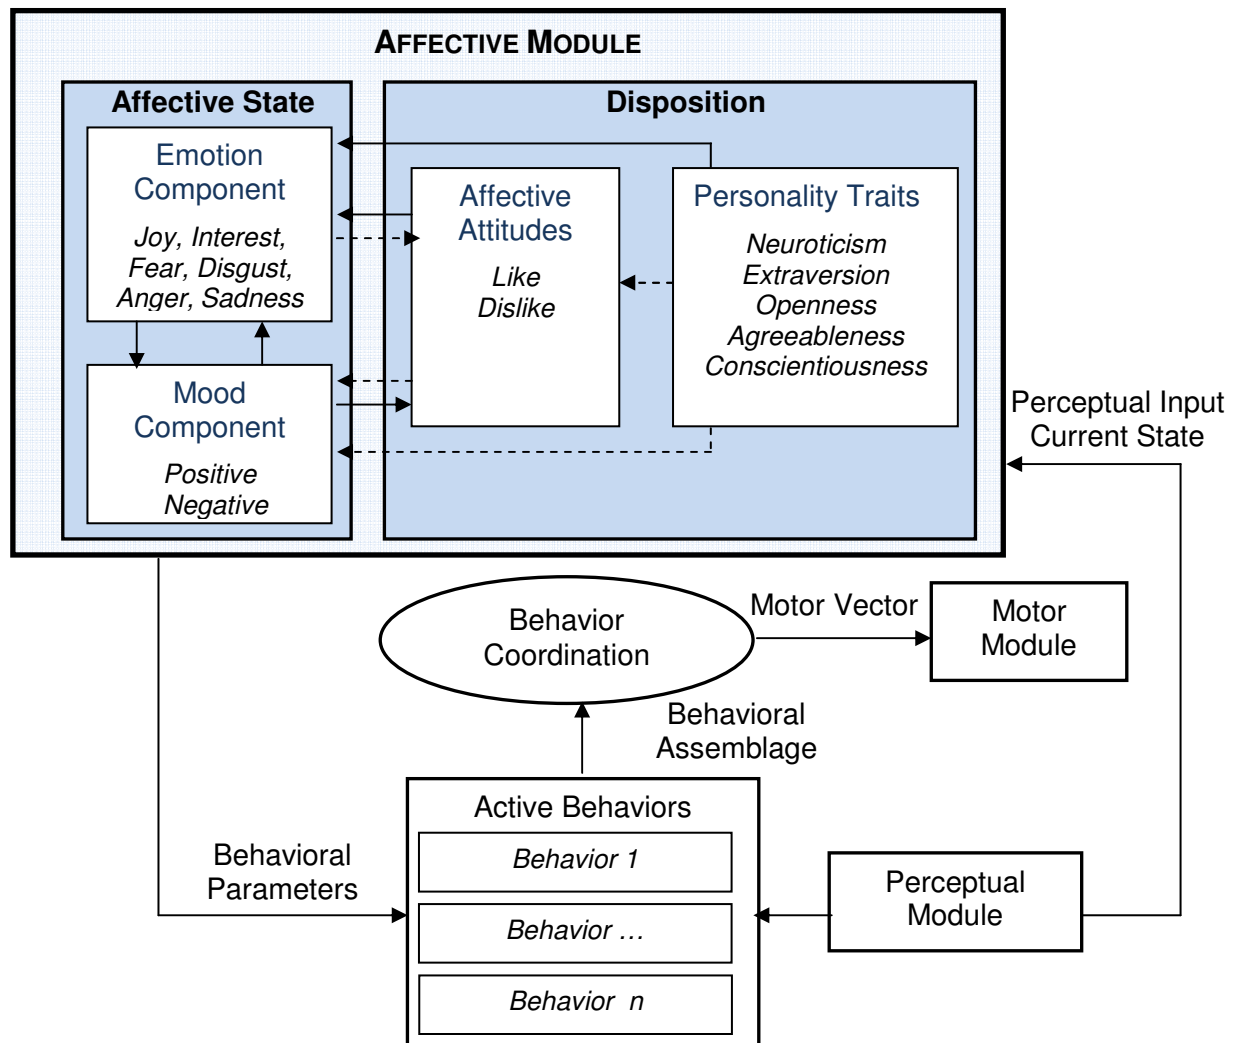 AFFECTIVE MODULE
Affective State
Emotion
Component
Joy, Interest,
Fear, Disgust,
Anger, Sadness
Mood
Component
Positive
Negative
Disposition
Affective
Attitudes
Like
Dislike
Personality Traits
Neuroticism
Extraversion
Openness
Agreeableness
Conscientiousness
Perceptual Input
Current State
Behavior
Coordination
Motor Vector
Motor
Module
Behavioral
Assemblage
Active Behaviors
Behavior 1
Behavior ...
Behavior n
Behavioral
Parameters
Perceptual
Module